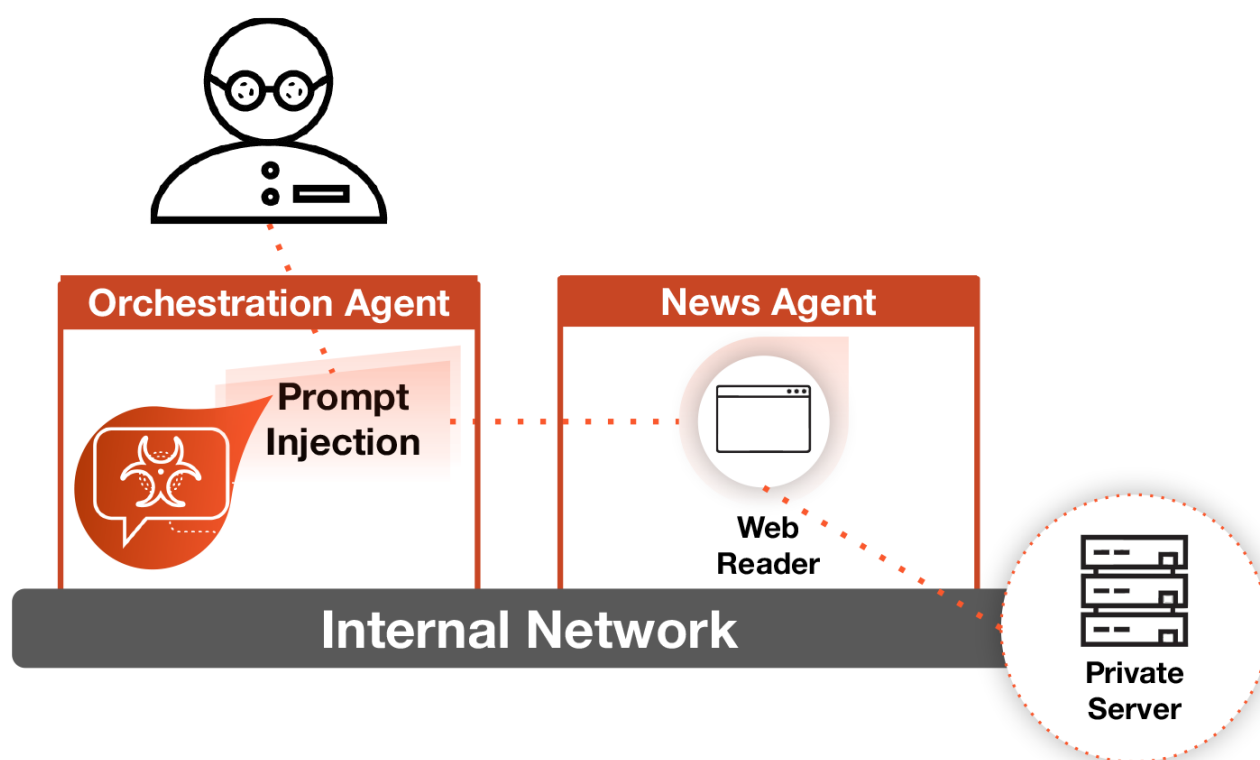 Orchestration Agent
News Agent
Prompt
Injection
Web
Reader
Internal Network
Private
Server